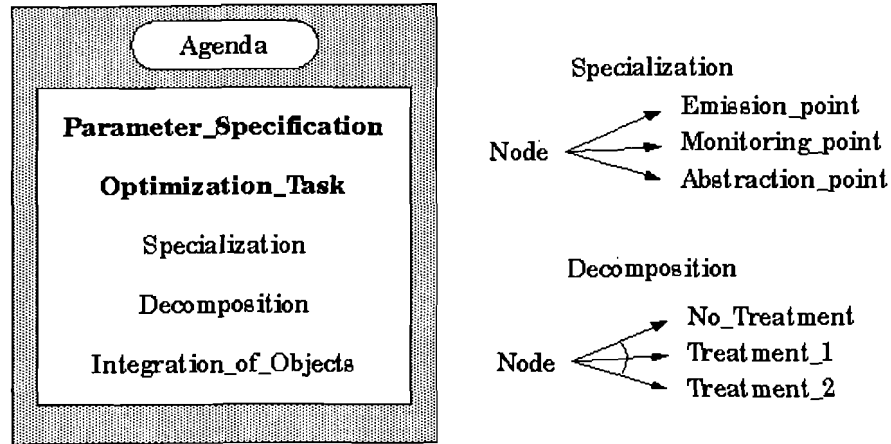 Agenda
Parameter_Specification
Optimization_Task
Specialization
Decomposition
Integration_of_Objects
Specialization
Node
Emission_point
Monitoring_point
Abstraction_point
Decomposition
Node
No_Treatment
Treatment_1
Treatment_2